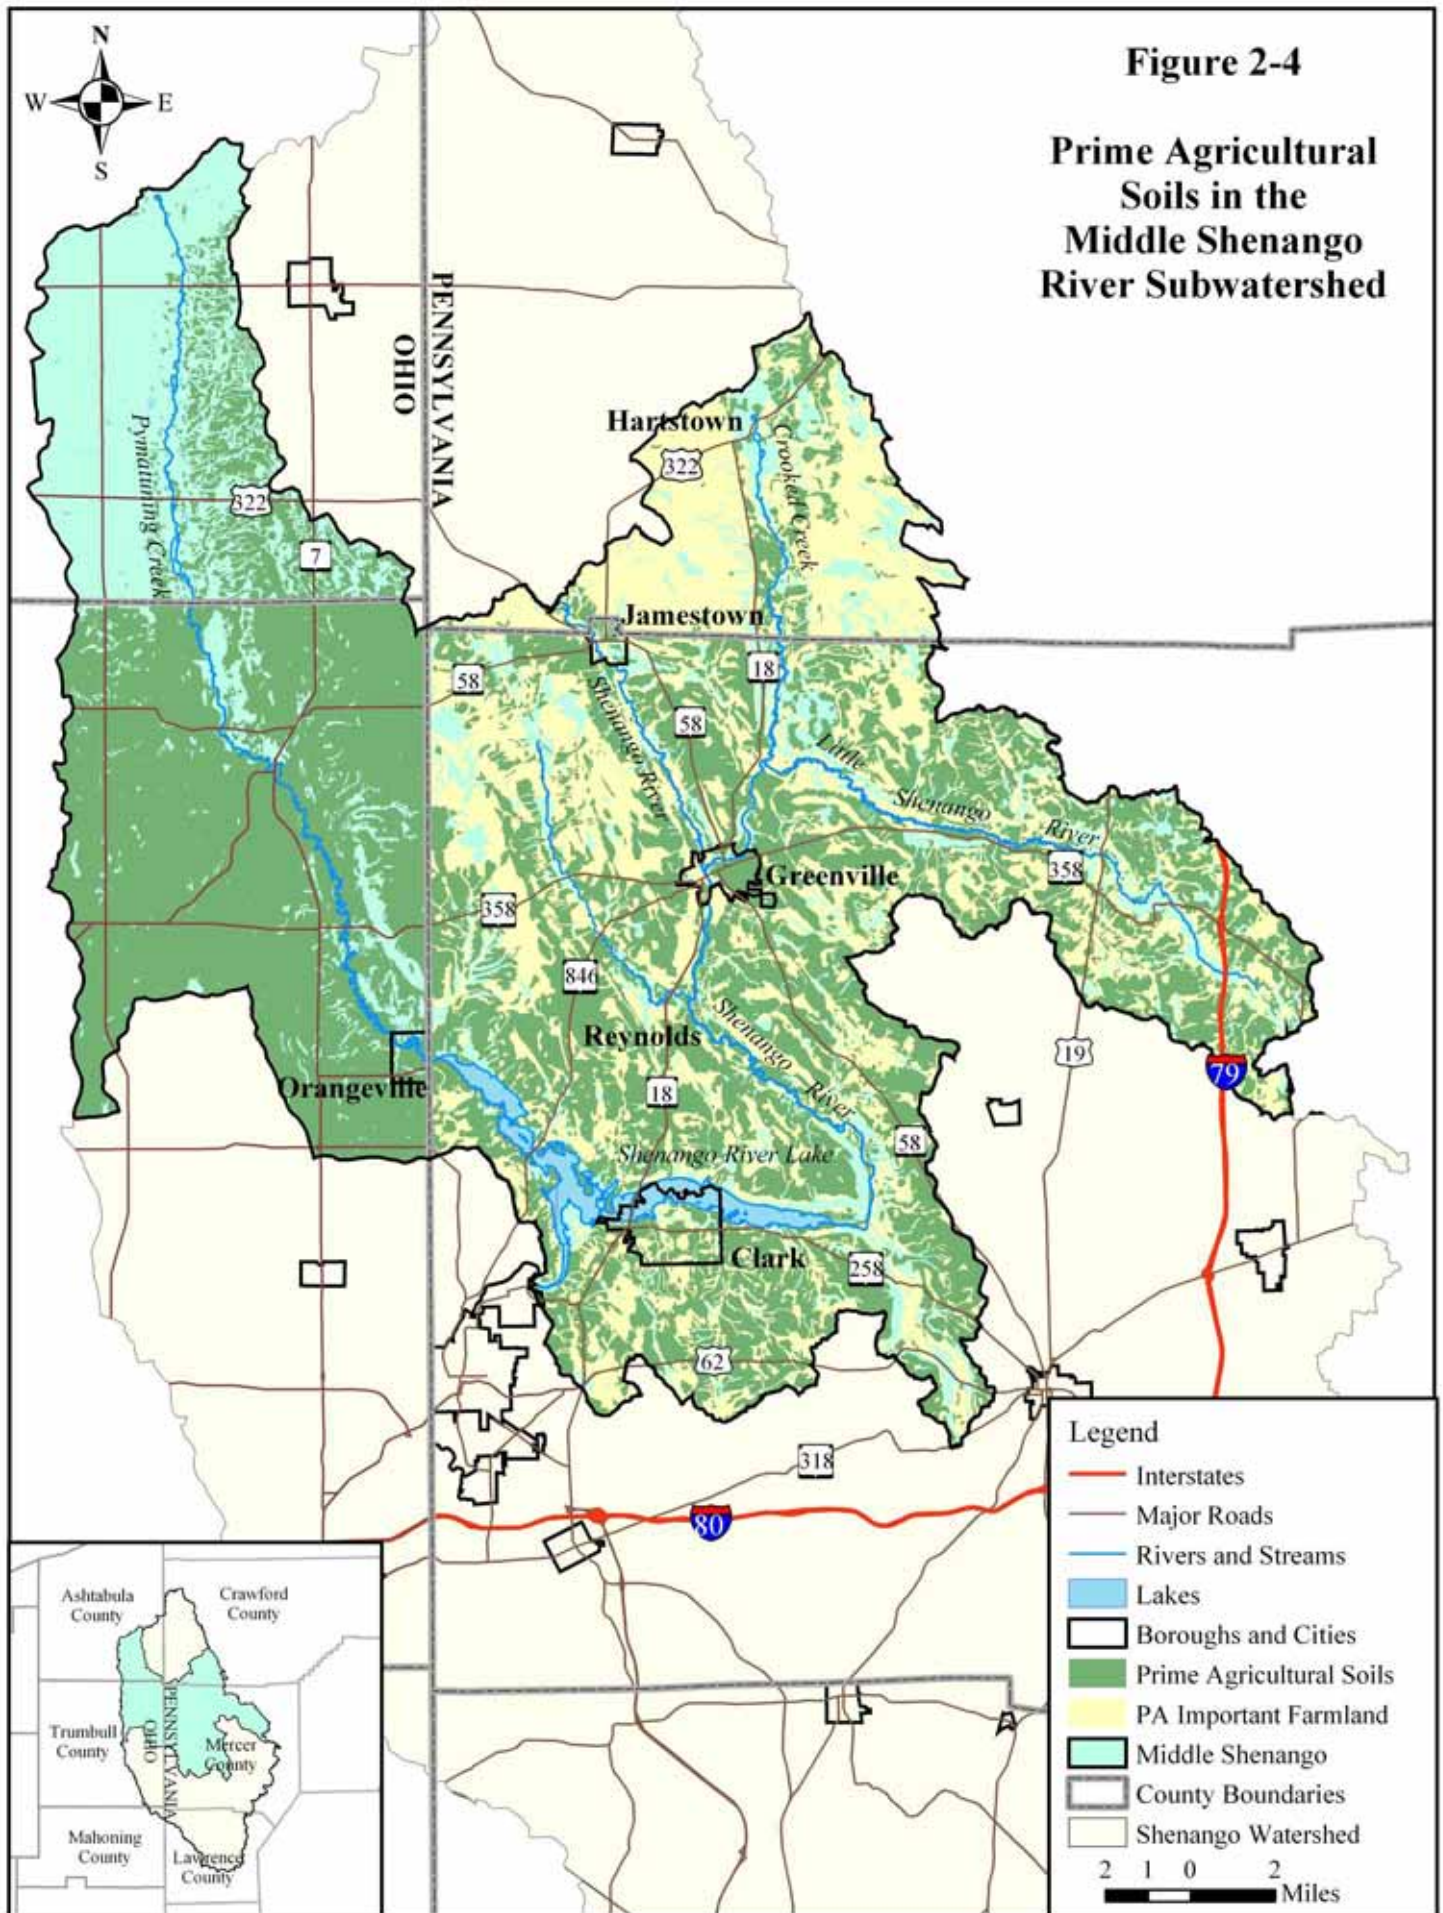 Figure 2-4
Prime Agricultural
Soils in the
Middle Shenango
River Subwatershed
N
W E
S
PENNSYLVANIA
OHIO
Hartstown
322
Crooked Creek
Pymatuning Creek
322
7
Jamestown
58
18
Shenango River
58
Little
Shenango
River
358
Greenville
358
846
Shenango
River
Reynolds
19
79
Orangeville
18
58
Shenango River Lake
Clark
258
62
318
80
Legend
Interstates
Major Roads
Rivers and Streams
Lakes
Boroughs and Cities
Prime Agricultural Soils
PA Important Farmland
Middle Shenango
County Boundaries
Shenango Watershed
2 1 0 2
Miles
Ashtabula
County
Crawford
County
Trumbull
County
OHIO
PENNSYLVANIA
Mercer
County
Mahoning
County
Lawrence
County